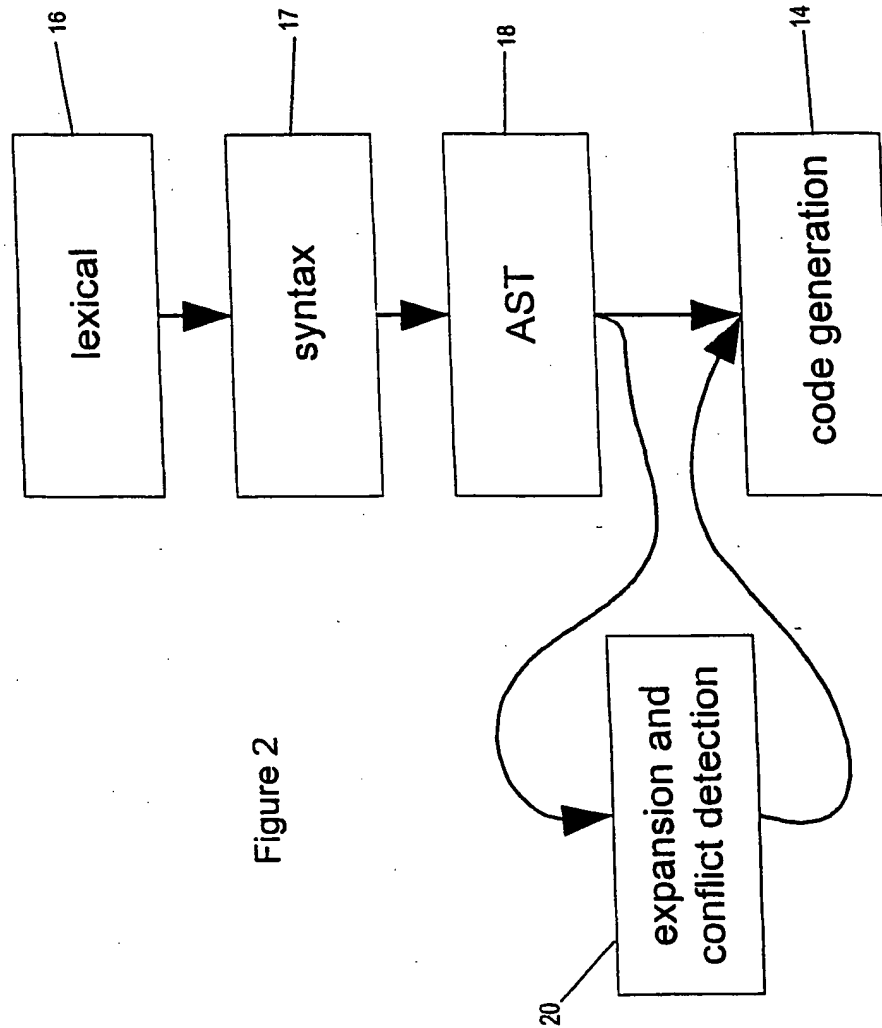 16
lexical
17
syntax
18
AST
14
code generation
Figure 2
20
expansion and
conflict detection